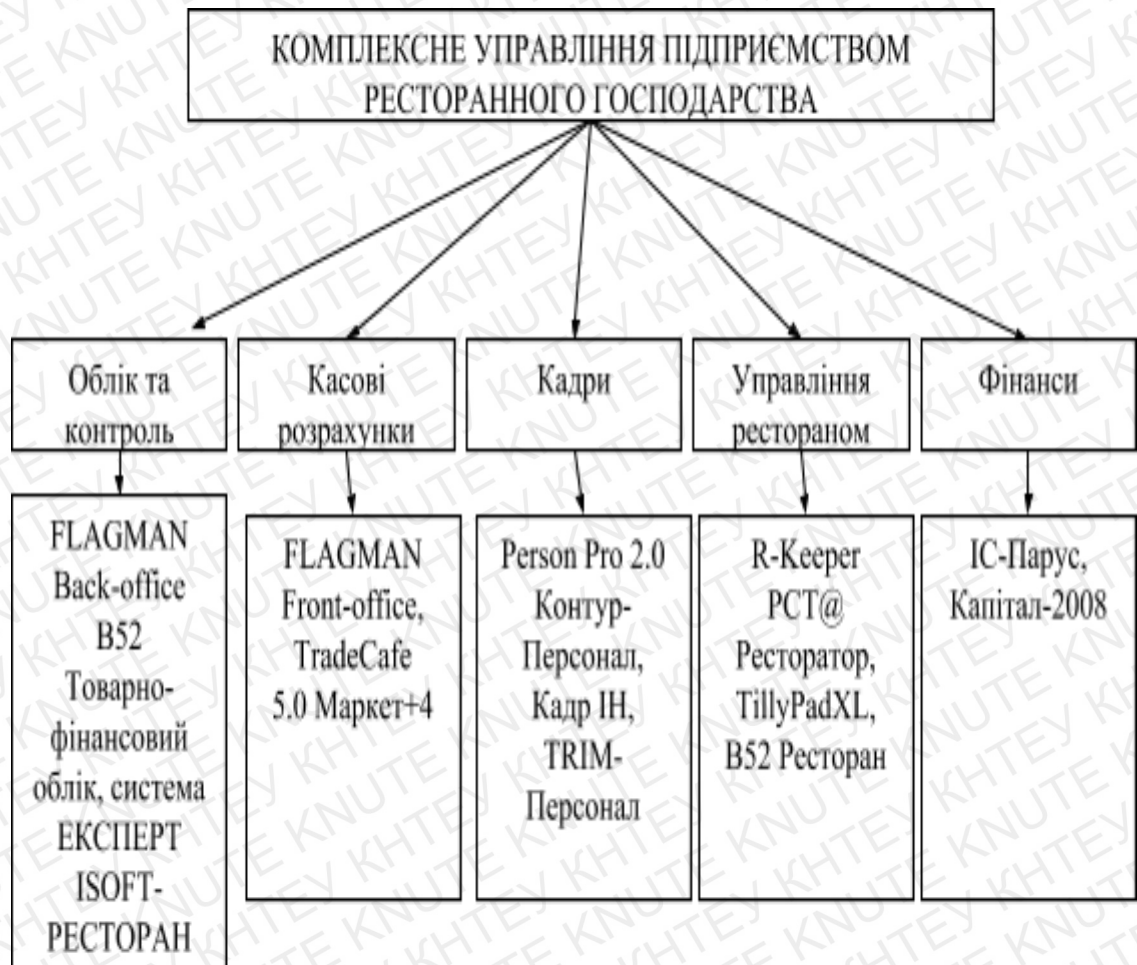 КОМПЛЕКСНЕ УПРАВЛІННЯ ПІДПРИЄМСТВОМ
РЕСТОРАННОГО ГОСПОДАРСТВА
Облік та
контроль
Касові
розрахунки
Кадри
Управління
рестораном
Фінанси
FLAGMAN
Back-office
B52
Товарно-
фінансовий
облік, система
ЕКСПЕРТ
ISOFT-
РЕСТОРАН
FLAGMAN
Front-office,
TradeCafe
5.0 Маркет+4
Person Pro 2.0
Контур-
Персонал,
Кадр ІН,
TRIM-
Персонал
R-Keeper
РСТ@
Ресторатор,
TillyPadXL,
B52 Ресторан
ІС-Парус,
Капітал-2008